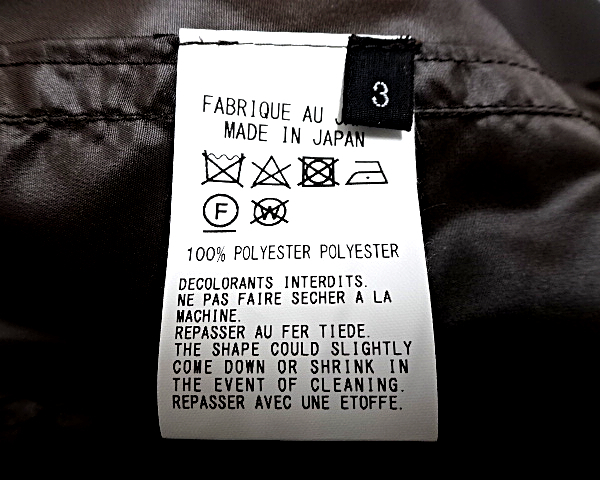 3
FABRIQUE AU
MADE IN JAPAN
F
W
100% POLYESTER POLYESTER
DECOLORANTS INTERDITS.
NE PAS FAIRE SECHER A LA
MACHINE.
REPASSER AU FER TIEDE.
THE SHAPE COULD SLIGHTLY
COME DOWN OR SHRINK IN
THE EVENT OF CLEANING.
REPASSER AVEC UNE ETOFFE.